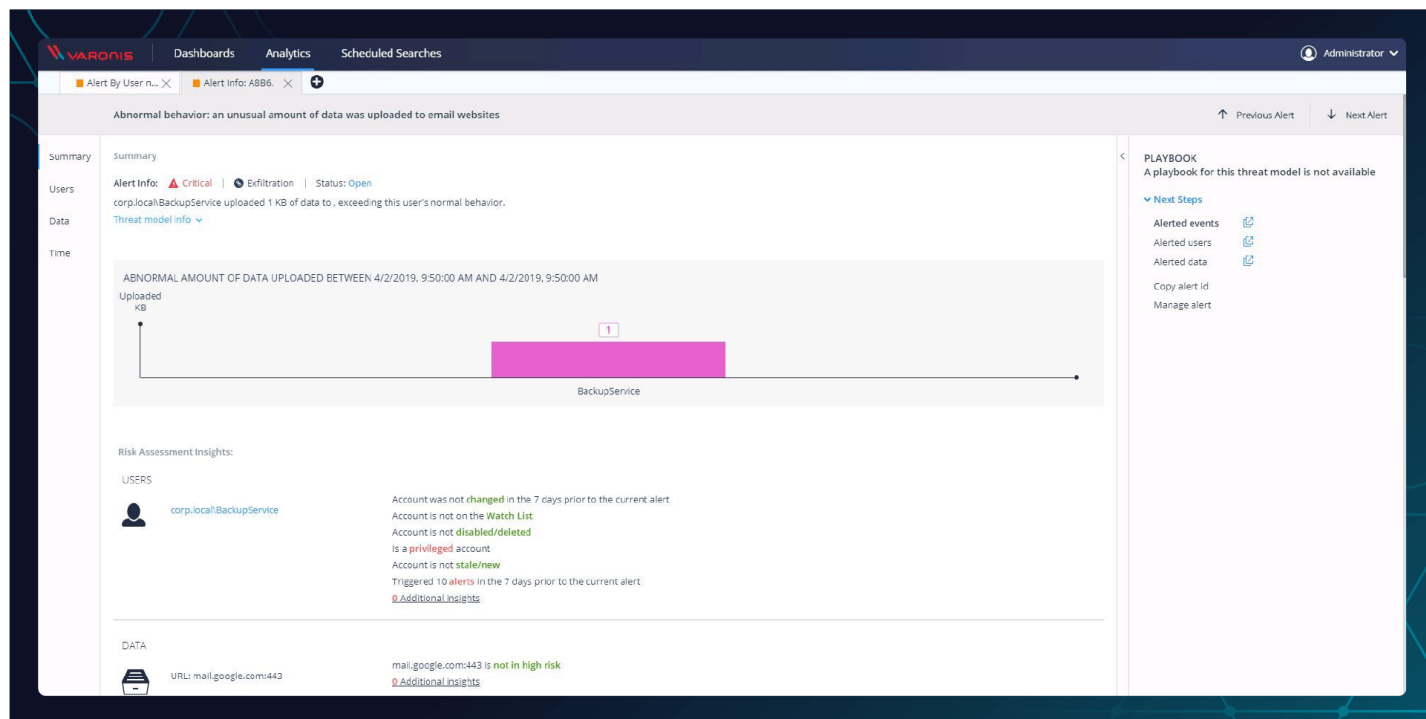 VARONIS
Dashboards Analytics Scheduled Searches
Administrator
Alert By User n...
Alert Info: A8B6.
Abnormal behavior: an unusual amount of data was uploaded to email websites
Previous Alert
Next Alert
Summary
Users
Data
Time
Summary
Alert Info: Critical | Exfiltration | Status: Open
corp.local\BackupService uploaded 1 KB of data to , exceeding this user's normal behavior.
Threat model info
ABNORMAL AMOUNT OF DATA UPLOADED BETWEEN 4/2/2019, 9:50:00 AM AND 4/2/2019, 9:50:00 AM
Uploaded
KB
1
BackupService
Risk Assessment Insights:
USERS
corp.local\BackupService
Account was not changed in the 7 days prior to the current alert
Account is not on the Watch List
Account is not disabled/deleted
Is a privileged account
Account is not stale/new
Triggered 10 alerts in the 7 days prior to the current alert
0 Additional insights
DATA
URL: mail.google.com:443
mail.google.com:443 is not in high risk
0 Additional insights
PLAYBOOK
A playbook for this threat model is not available
Next Steps
Alerted events
Alerted users
Alerted data
Copy alert id
Manage alert